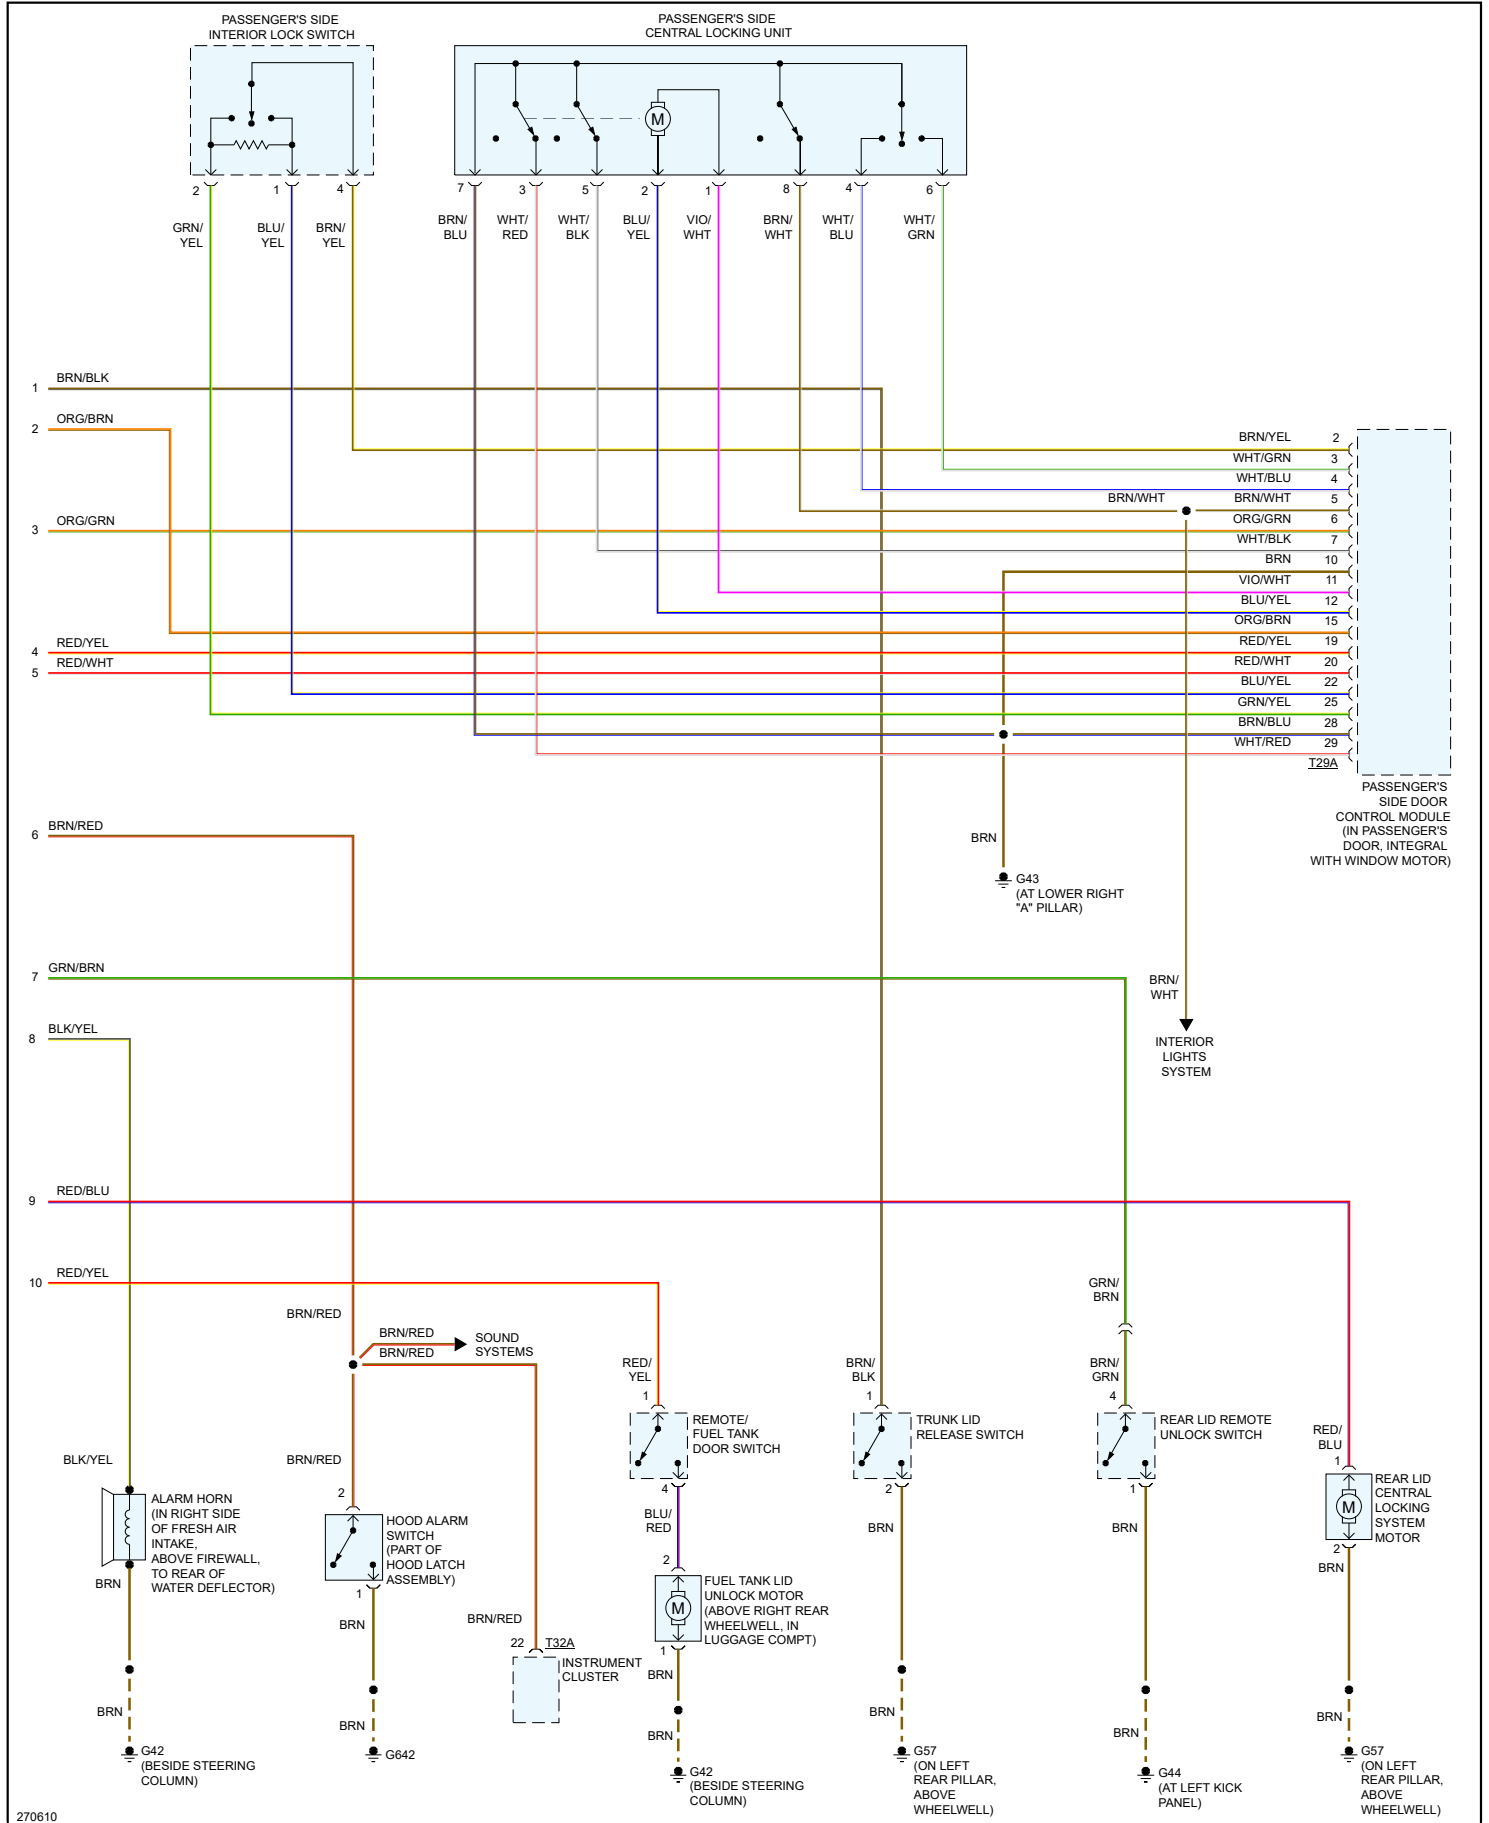 PASSENGER'S SIDE
INTERIOR LOCK SWITCH
PASSENGER'S SIDE
CENTRAL LOCKING UNIT
M
2
1
4
7
3
5
2
1
8
4
6
GRN/
YEL
BLU/
YEL
BRN/
YEL
BRN/
BLU
WHT/
RED
WHT/
BLK
BLU/
YEL
VIO/
WHT
BRN/
WHT
WHT/
BLU
WHT/
GRN
1 BRN/BLK
2 ORG/BRN
3 ORG/GRN
4 RED/YEL
5 RED/WHT
BRN/YEL 2
WHT/GRN 3
WHT/BLU 4
BRN/WHT
BRN/WHT 5
ORG/GRN 6
WHT/BLK 7
BRN 10
VIO/WHT 11
BLU/YEL 12
ORG/BRN 15
RED/YEL 19
RED/WHT 20
BLU/YEL 22
GRN/YEL 25
BRN/BLU 28
WHT/RED 29
T29A
PASSENGER'S
SIDE DOOR
CONTROL MODULE
(IN PASSENGER'S
DOOR, INTEGRAL
WITH WINDOW MOTOR)
6 BRN/RED
BRN
G43
(AT LOWER RIGHT
"A" PILLAR)
7 GRN/BRN
BRN/
WHT
8 BLK/YEL
INTERIOR
LIGHTS
SYSTEM
9 RED/BLU
10 RED/YEL
GRN/
BRN
BRN/RED
BRN/RED
BRN/RED
SOUND
SYSTEMS
RED/
YEL
1
BRN/
BLK
1
BRN/
GRN
4
REMOTE/
FUEL TANK
DOOR SWITCH
TRUNK LID
RELEASE SWITCH
REAR LID REMOTE
UNLOCK SWITCH
RED/
BLU
1
BLK/YEL
BRN/RED
2
4
2
1
REAR LID
CENTRAL
LOCKING
SYSTEM
MOTOR
M
2
ALARM HORN
(IN RIGHT SIDE
OF FRESH AIR
INTAKE,
ABOVE FIREWALL,
TO REAR OF
WATER DEFLECTOR)
HOOD ALARM
SWITCH
(PART OF
HOOD LATCH
ASSEMBLY)
BLU/
RED
2
BRN
BRN
BRN
BRN
1
BRN
FUEL TANK LID
UNLOCK MOTOR
(ABOVE RIGHT REAR
WHEELWELL, IN
LUGGAGE COMPT)
M
1
BRN/RED
22 T32A
INSTRUMENT
CLUSTER
BRN
BRN
BRN
BRN
BRN
BRN
BRN
G42
(BESIDE STEERING
COLUMN)
G642
G42
(BESIDE STEERING
COLUMN)
G57
(ON LEFT
REAR PILLAR,
ABOVE
WHEELWELL)
G44
(AT LEFT KICK
PANEL)
G57
(ON LEFT
REAR PILLAR,
ABOVE
WHEELWELL)
270610